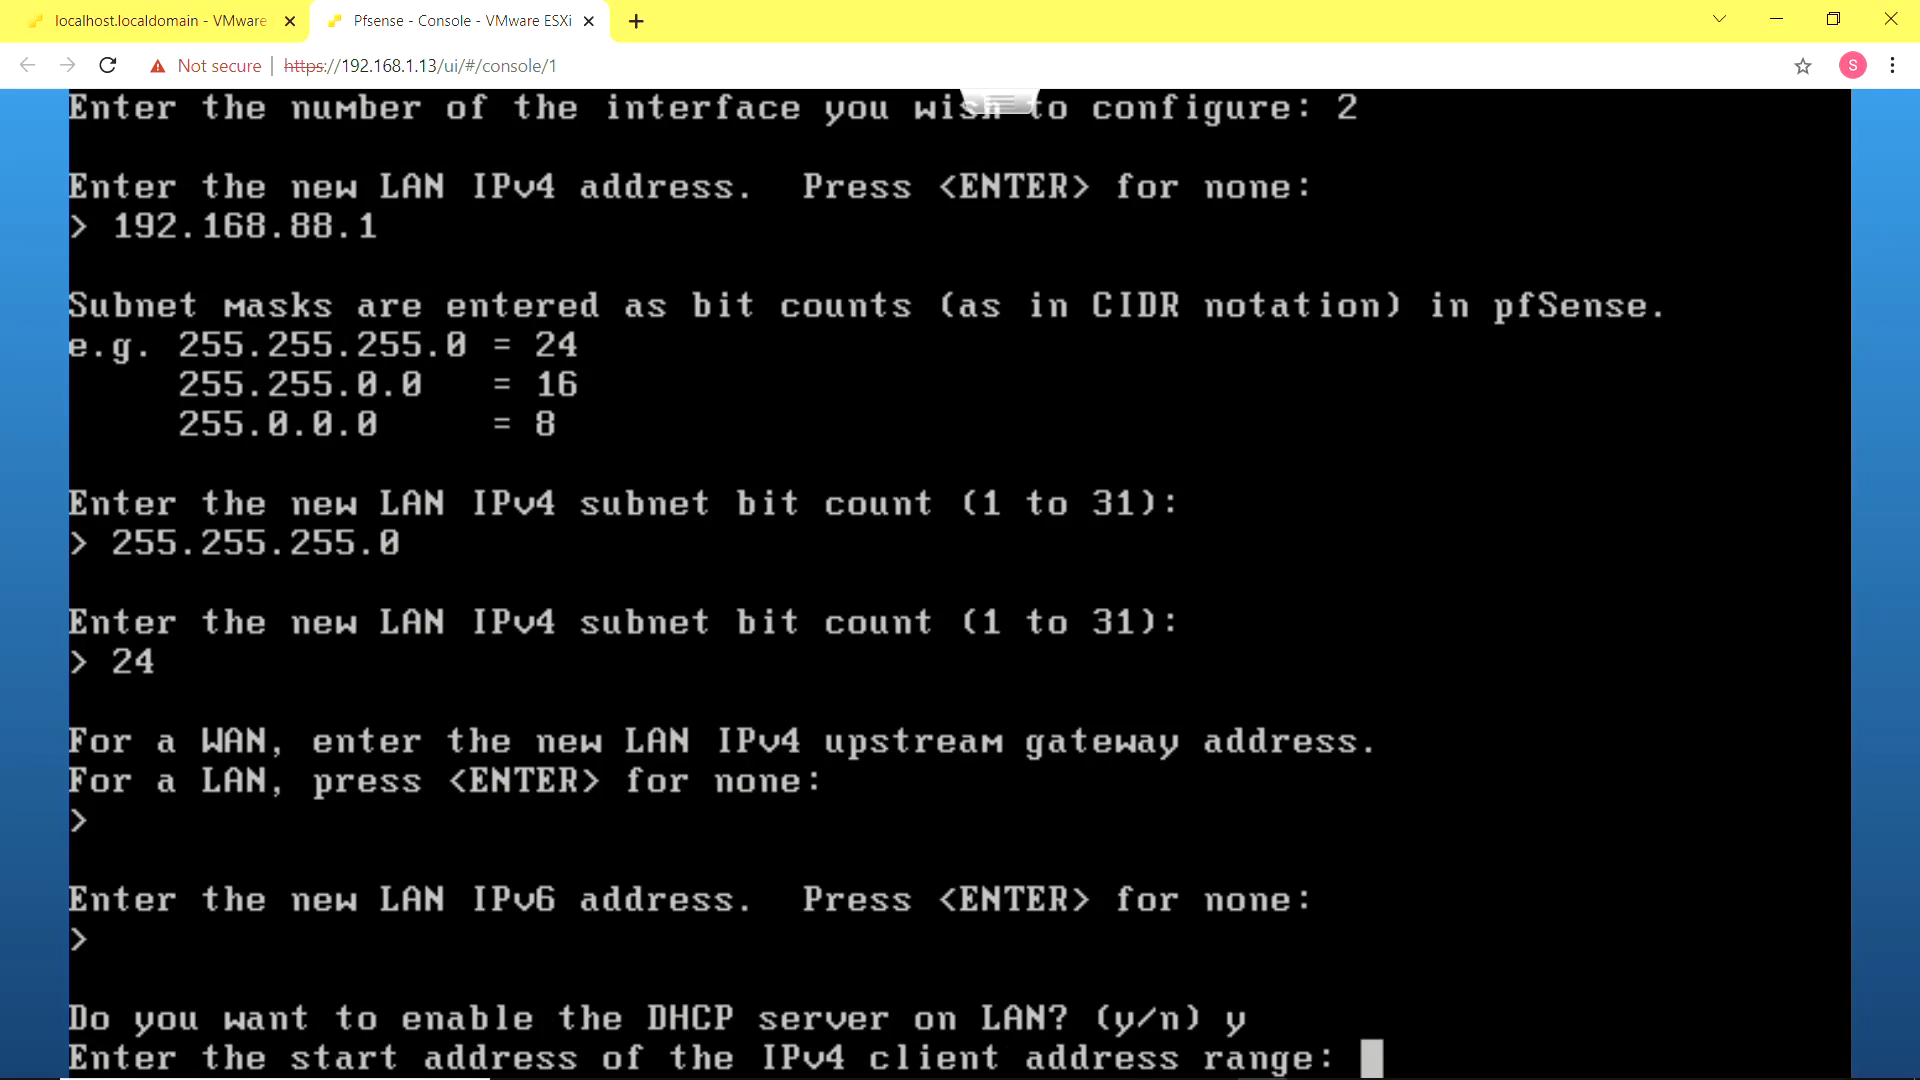 localhost.localdomain - VMware
Pfsense - Console - VMware ESXi
Not secure
https://192.168.1.13/ui/#/console/1
S
Enter the number of the interface you wish to configure: 2
Enter the new LAN IPv4 address.  Press <ENTER> for none:
> 192.168.88.1
Subnet masks are entered as bit counts (as in CIDR notation) in pfSense.
e.g. 255.255.255.0 = 24
255.255.0.0 = 16
255.0.0.0 = 8
Enter the new LAN IPv4 subnet bit count (1 to 31):
> 255.255.255.0
Enter the new LAN IPv4 subnet bit count (1 to 31):
> 24
For a WAN, enter the new LAN IPv4 upstream gateway address.
For a LAN, press <ENTER> for none:
>
Enter the new LAN IPv6 address.  Press <ENTER> for none:
>
Do you want to enable the DHCP server on LAN? (y/n) y
Enter the start address of the IPv4 client address range: